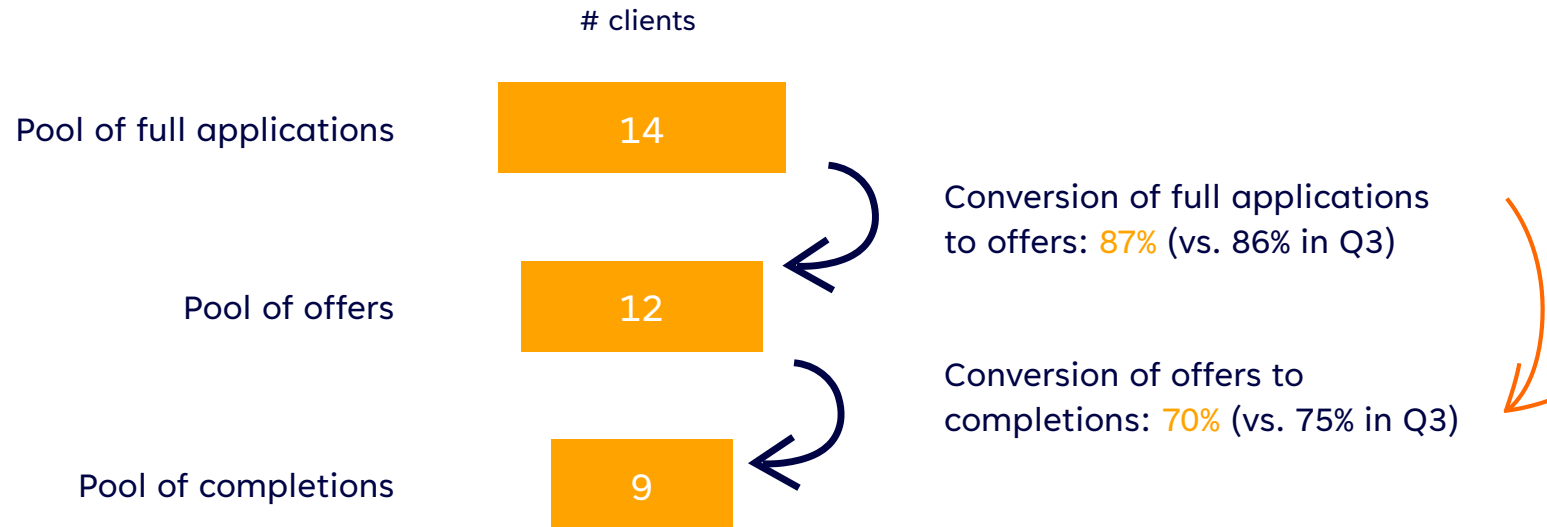 # clients
Pool of full applications
14
Conversion of full applications
to offers: 87% (vs. 86% in Q3)
Pool of offers
12
Conversion of offers to
completions: 70% (vs. 75% in Q3)
Pool of completions
9